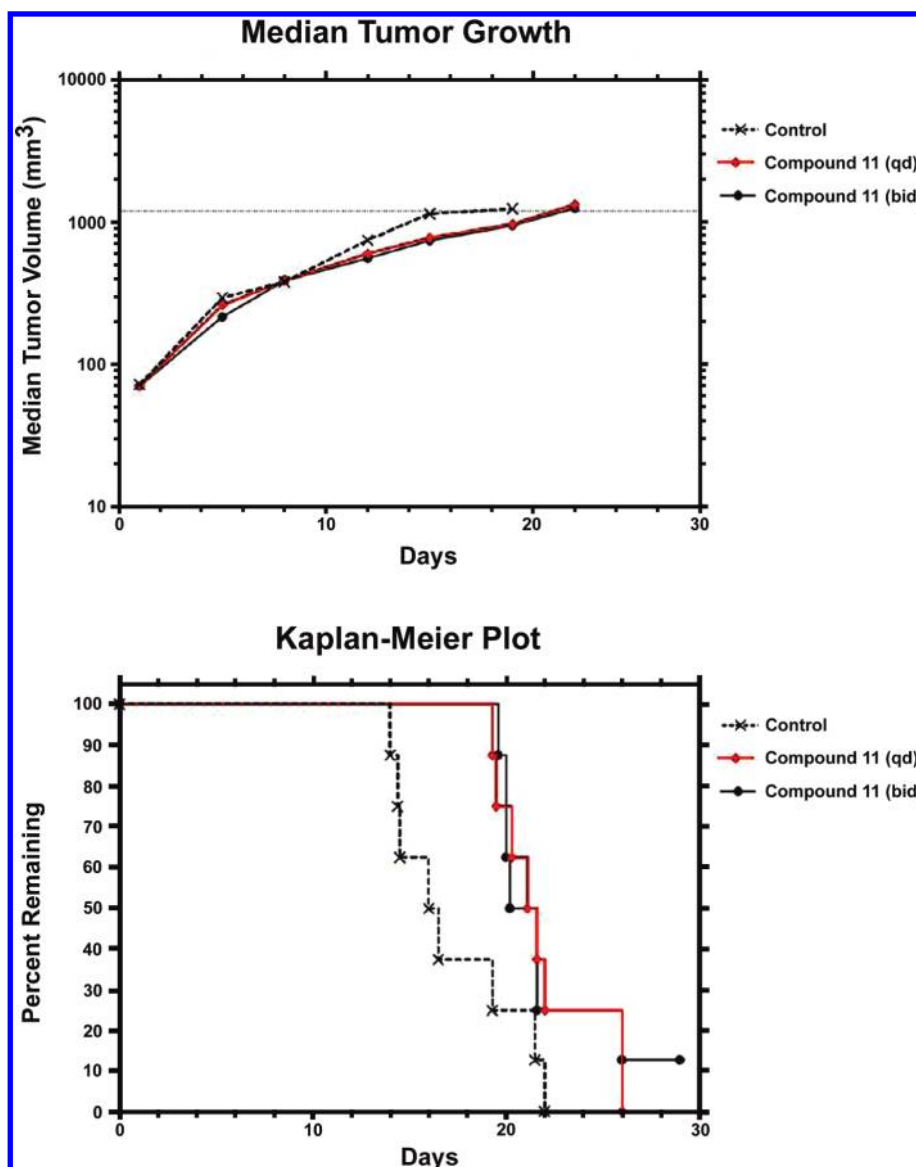 Median Tumor Growth
Median Tumor Volume (mm³)
10000
1000
100
10
0
10
20
30
Days
Control
Compound 11 (qd)
Compound 11 (bid
Kaplan-Meier Plot
Percent Remaining
100
90
80
70
60
50
40
30
20
10
0
0
10
20
30
Days
Control
Compound 11 (qd)
Compound 11 (bid